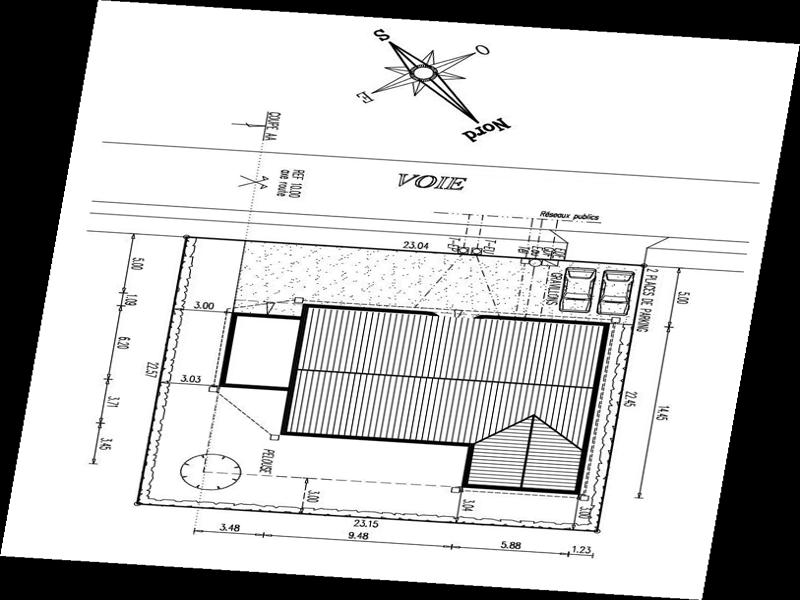 S
O
E
Nord
COUPE AA
REF 10.00
axe route
VOIE
Réseaux publics
23.04
GRAVILLONS
2 PLACES DE PARKING
5.00
1.09
6.20
3.71
3.45
3.00
3.03
22.57
22.45
5.00
14.45
PELOUSE
3.00
3.04
3.00
23.15
3.48
9.48
5.88
1.23